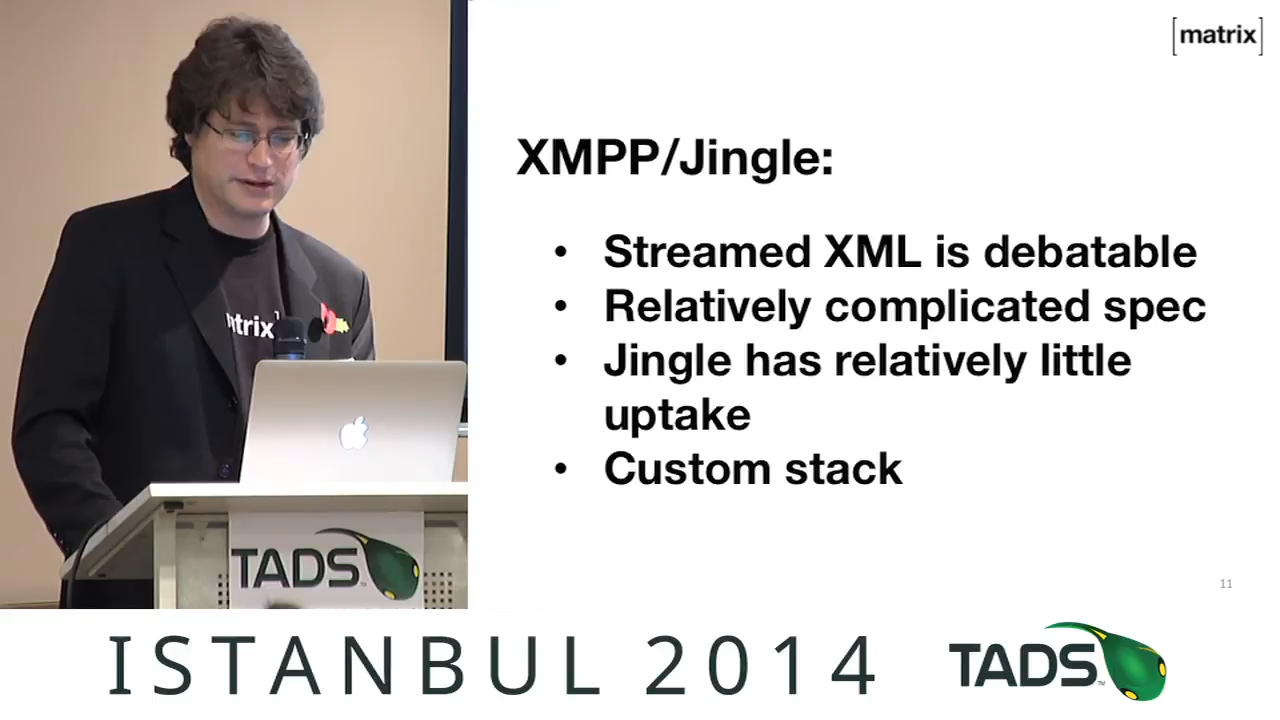 [matrix]
XMPP/Jingle:
• Streamed XML is debatable
• Relatively complicated spec
• Jingle has relatively little
uptake
• Custom stack
ntrix]
TADS
11
ISTANBUL 2014
TADS